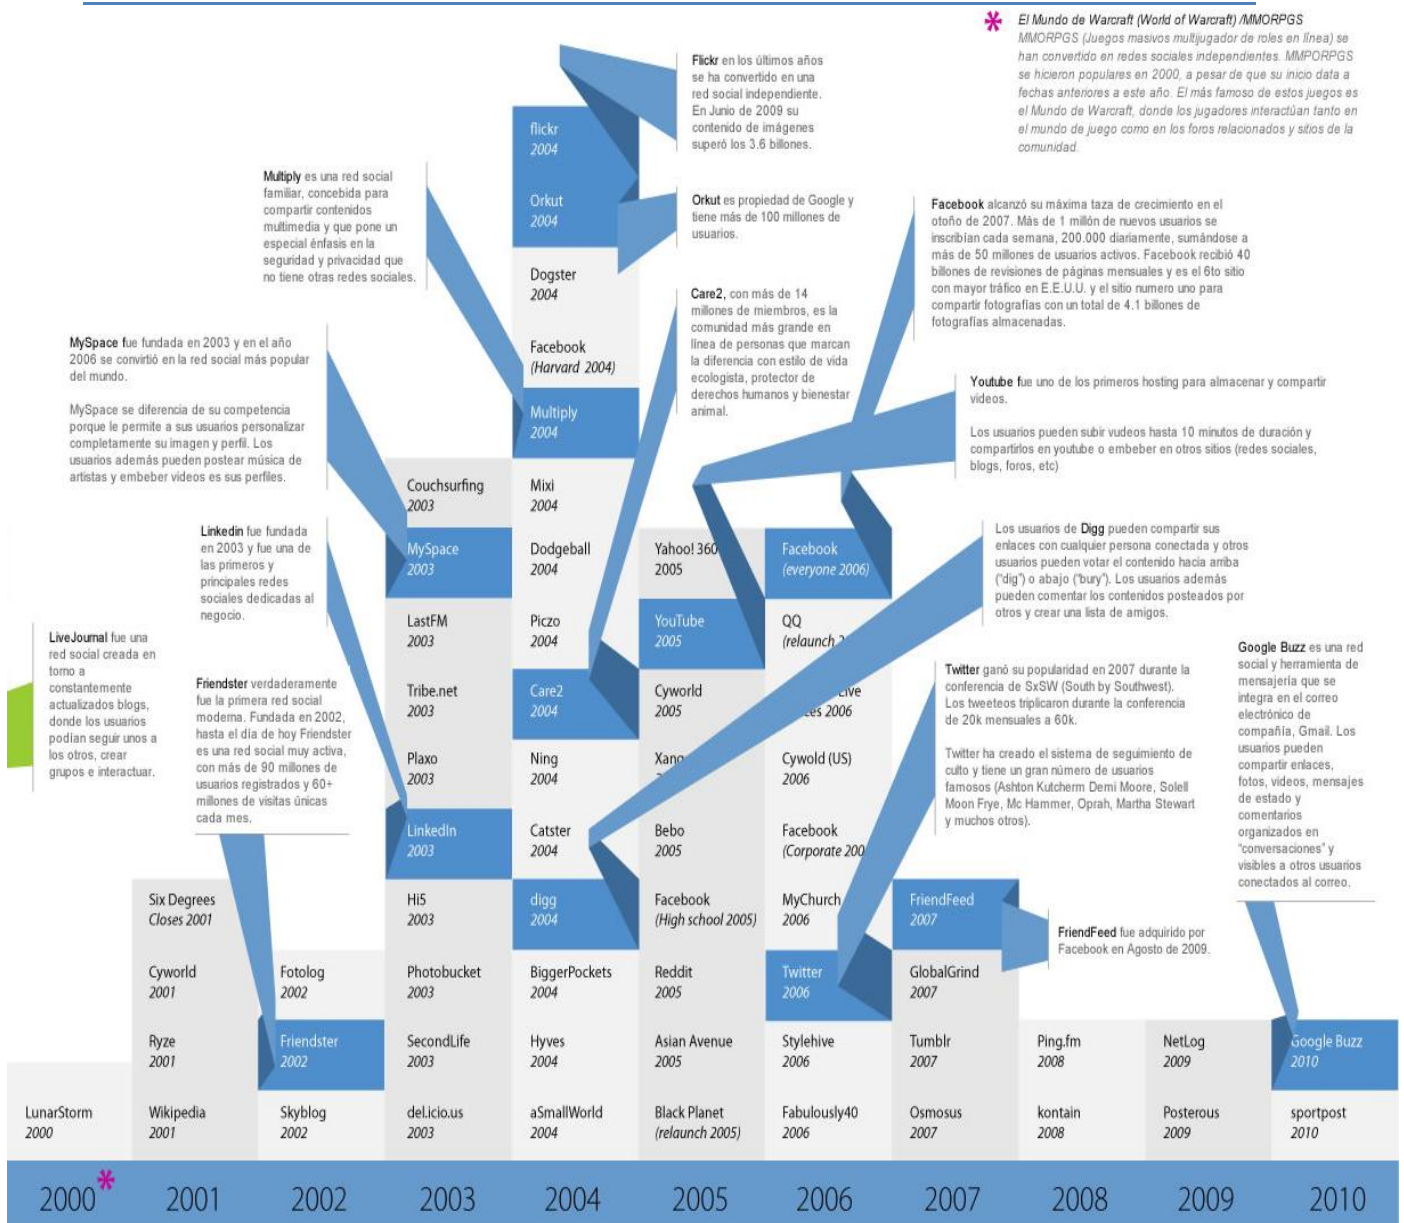 * El Mundo de Warcraft (World of Warcraft) /MMORPGS
MMORPGS (Juegos masivos multijugador de roles en línea) se
han convertido en redes sociales independientes. MMPORPGS
se hicieron populares en 2000, a pesar de que su inicio data a
fechas anteriores a este año. El más famoso de estos juegos es
el Mundo de Warcraft, donde los jugadores interactúan tanto en
el mundo de juego como en los foros relacionados y sitios de la
comunidad.
Flickr en los últimos años
se ha convertido en una
red social independiente.
En Junio de 2009 su
contenido de imágenes
superó los 3.6 billones.
Multiply es una red social
familiar, concebida para
compartir contenidos
multimedia y que pone un
especial énfasis en la
seguridad y privacidad que
no tiene otras redes sociales.
Orkut es propiedad de Google y
tiene más de 100 millones de
usuarios.
Facebook alcanzó su máxima taza de crecimiento en el
otoño de 2007. Más de 1 millón de nuevos usuarios se
inscribían cada semana, 200.000 diariamente, sumándose a
más de 50 millones de usuarios activos. Facebook recibió 40
billones de revisiones de páginas mensuales y es el 6to sitio
con mayor tráfico en E.E.U.U. y el sitio numero uno para
compartir fotografías con un total de 4.1 billones de
fotografías almacenadas.
Care2, con más de 14
millones de miembros, es la
comunidad más grande en
línea de personas que marcan
la diferencia con estilo de vida
ecologista, protector de
derechos humanos y bienestar
animal.
MySpace fue fundada en 2003 y en el año
2006 se convirtió en la red social más popular
del mundo.
MySpace se diferencia de su competencia
porque le permite a sus usuarios personalizar
completamente su imagen y perfil. Los
usuarios además pueden postear música de
artistas y embeber videos es sus perfiles.
Youtube fue uno de los primeros hosting para almacenar y compartir
videos.
Los usuarios pueden subir vudeos hasta 10 minutos de duración y
compartirlos en youtube o embeber en otros sitios (redes sociales,
blogs, foros, etc)
Linkedin fue fundada
en 2003 y fue una de
las primeros y
principales redes
sociales dedicadas al
negocio.
Los usuarios de Digg pueden compartir sus
enlaces con cualquier persona conectada y otros
usuarios pueden votar el contenido hacia arriba
("dig") o abajo ("bury"). Los usuarios además
pueden comentar los contenidos posteados por
otros y crear una lista de amigos.
LiveJournal fue una
red social creada en
torno a
constantemente
actualizados blogs,
donde los usuarios
podían seguir unos a
los otros, crear
grupos e interactuar.
Friendster verdaderamente
fue la primera red social
moderna. Fundada en 2002,
hasta el día de hoy Friendster
es una red social muy activa,
con más de 90 millones de
usuarios registrados y 60+
millones de visitas únicas
cada mes.
Twitter ganó su popularidad en 2007 durante la
conferencia de SxSW (South by Southwest).
Los tweeteos triplicaron durante la conferencia
de 20k mensuales a 60k.
Twitter ha creado el sistema de seguimiento de
culto y tiene un gran número de usuarios
famosos (Ashton Kutcherm Demi Moore, Solell
Moon Frye, Mc Hammer, Oprah, Martha Stewart
y muchos otros).
Google Buzz es una red
social y herramienta de
mensajería que se
integra en el correo
electrónico de
compañía, Gmail. Los
usuarios pueden
compartir enlaces,
fotos, vídeos, mensajes
de estado y
comentarios
organizados en
"conversaciones" y
visibles a otros usuarios
conectados al correo.
FriendFeed fue adquirido por
Facebook en Agosto de 2009.
LunarStorm
2000
Six Degrees
Closes 2001
Cyworld
2001
Ryze
2001
Wikipedia
2001
Fotolog
2002
Friendster
2002
Skyblog
2002
Couchsurfing
2003
MySpace
2003
LastFM
2003
Tribe.net
2003
Plaxo
2003
LinkedIn
2003
Hi5
2003
Photobucket
2003
SecondLife
2003
del.icio.us
2003
flickr
2004
Orkut
2004
Dogster
2004
Facebook
(Harvard 2004)
Multiply
2004
Mixi
2004
Dodgeball
2004
Piczo
2004
Care2
2004
Ning
2004
Catster
2004
digg
2004
BiggerPockets
2004
Hyves
2004
aSmallWorld
2004
Yahoo! 360
2005
YouTube
2005
Cyworld
2005
Bebo
2005
Facebook
(High school 2005)
Reddit
2005
Asian Avenue
2005
Black Planet
(relaunch 2005)
Facebook
(everyone 2006)
QQ
(relaunch
2006
Cywold (US)
2006
Facebook
(Corporate
MyChurch
2006
Twitter
2006
Stylehive
2006
Fabulously40
2006
FriendFeed
2007
GlobalGrind
2007
Tumblr
2007
Osmosus
2007
Ping.fm
2008
kontain
2008
NetLog
2009
Posterous
2009
Google Buzz
2010
sportpost
2010
2000* 2001 2002 2003 2004 2005 2006 2007 2008 2009 2010